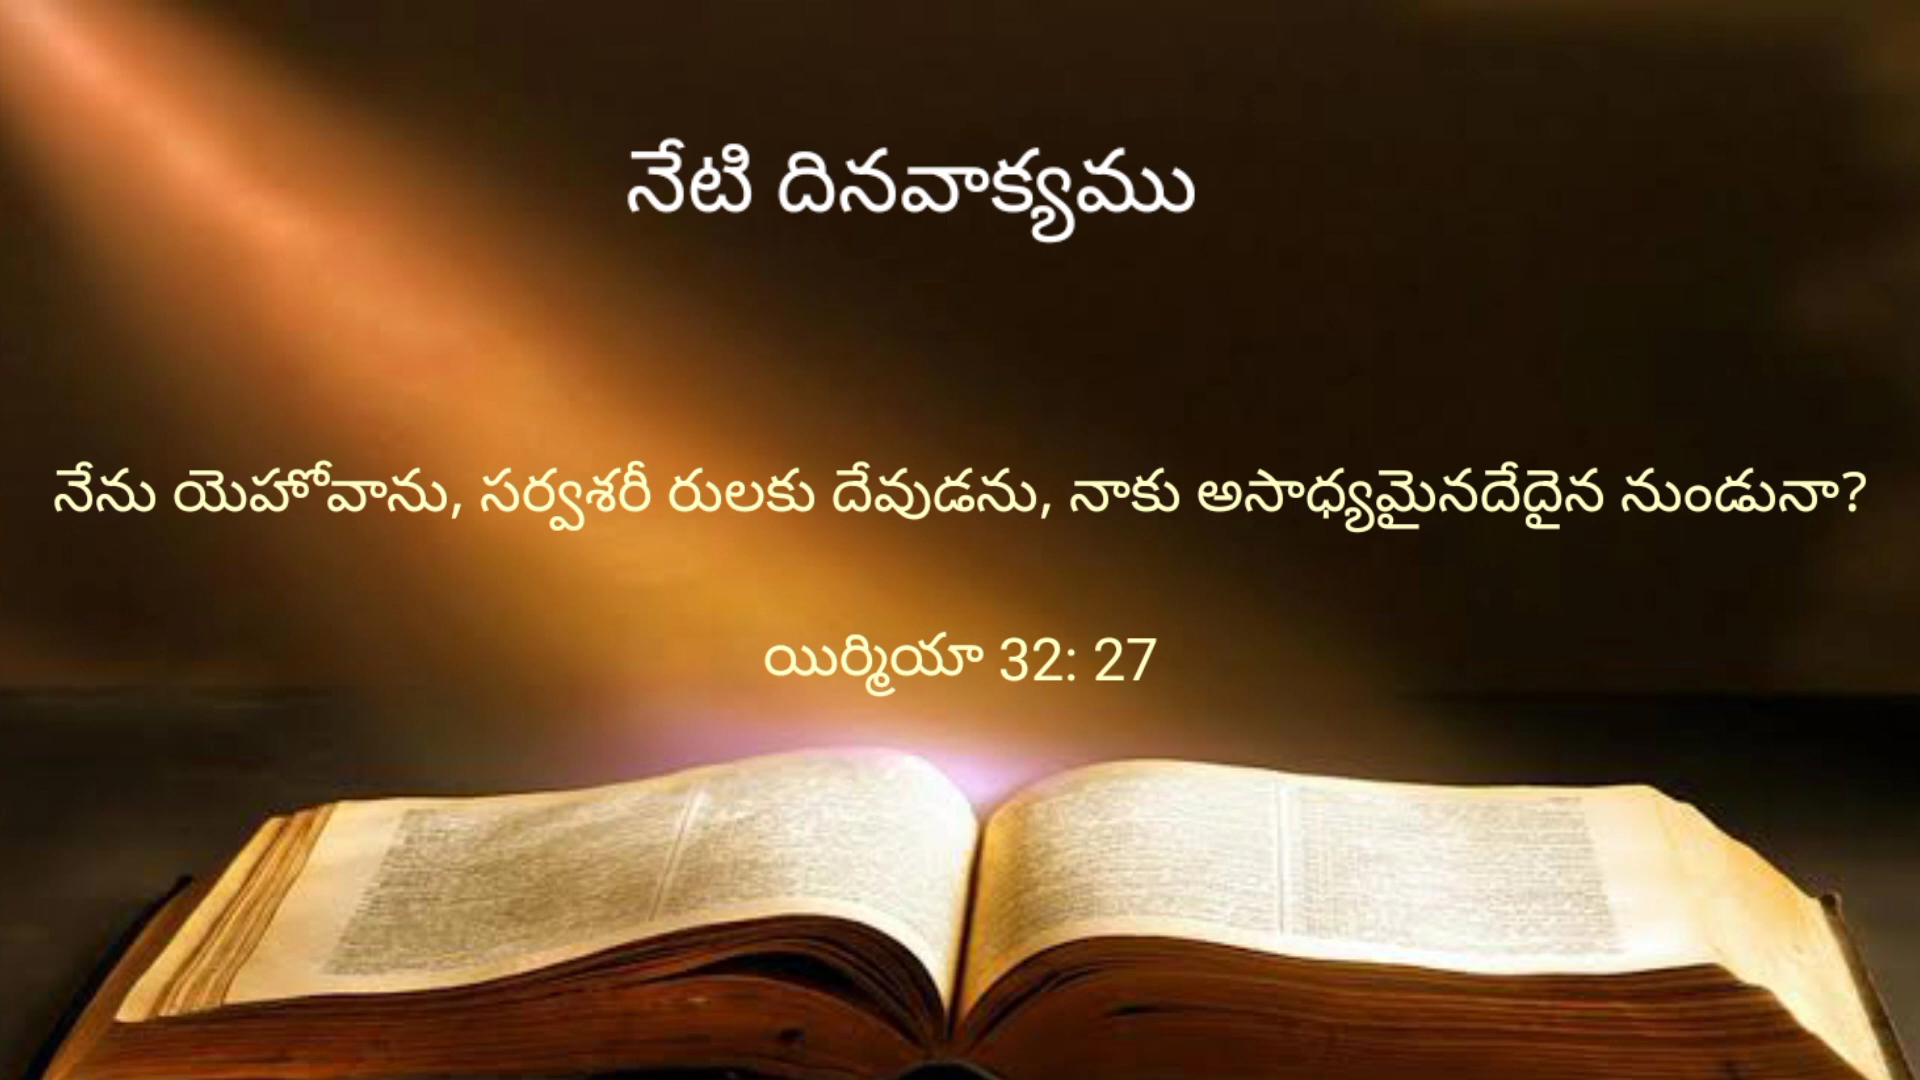 నేటి దినవాక్యము
నేను యెహోవాను, సర్వశరీ రులకు దేవుడను, నాకు అసాధ్యమైనదేదైన నుండునా?
యిర్మియా 32: 27